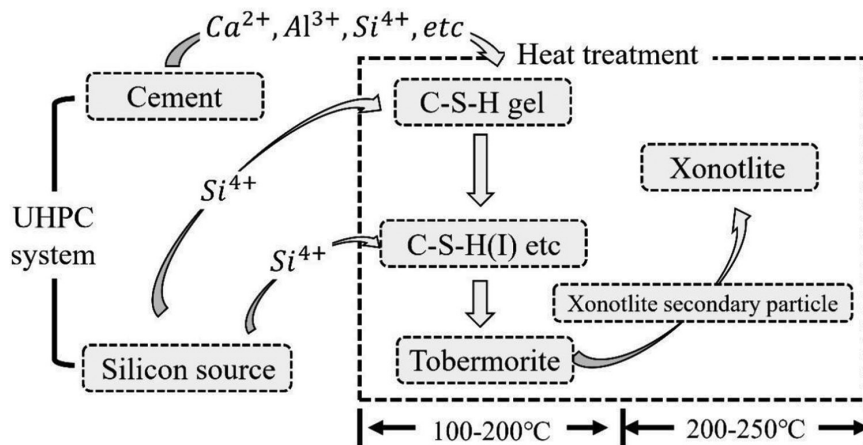 Ca²⁺, Al³⁺, Si⁴⁺, etc
Heat treatment
Cement
C-S-H gel
Xonotlite
Si⁴⁺
UHPC
system
C-S-H(I) etc
Si⁴⁺
Xonotlite secondary particle
Silicon source
Tobermorite
100-200℃
200-250℃